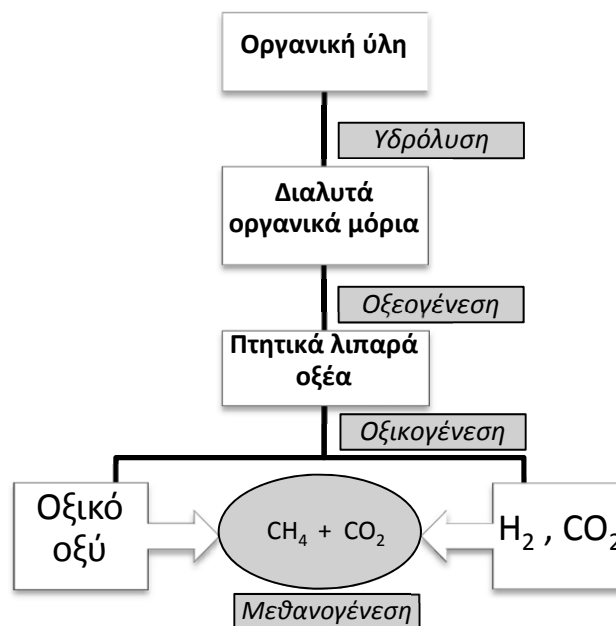 Οργανική ύλη
Υδρόλυση
Διαλυτά
οργανικά μόρια
Οξεογένεση
Πτητικά λιπαρά
οξέα
Οξικογένεση
Οξικό
οξύ
CH₄ + CO₂
H₂ , CO₂
Μεθανογένεση